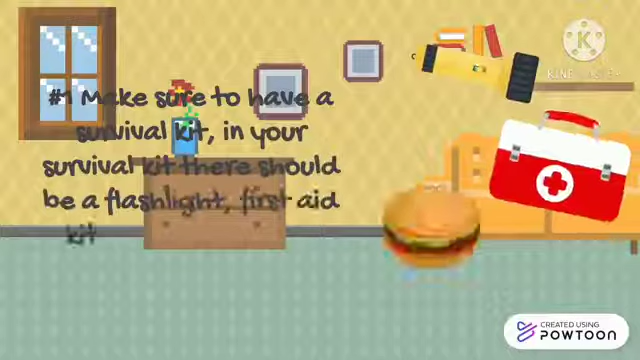 #1 Make sure to have a
survival kit, in your
survival kit there should
be a flashlight, first aid
kit
KINEMASTER
CREATED USING
POWTOON